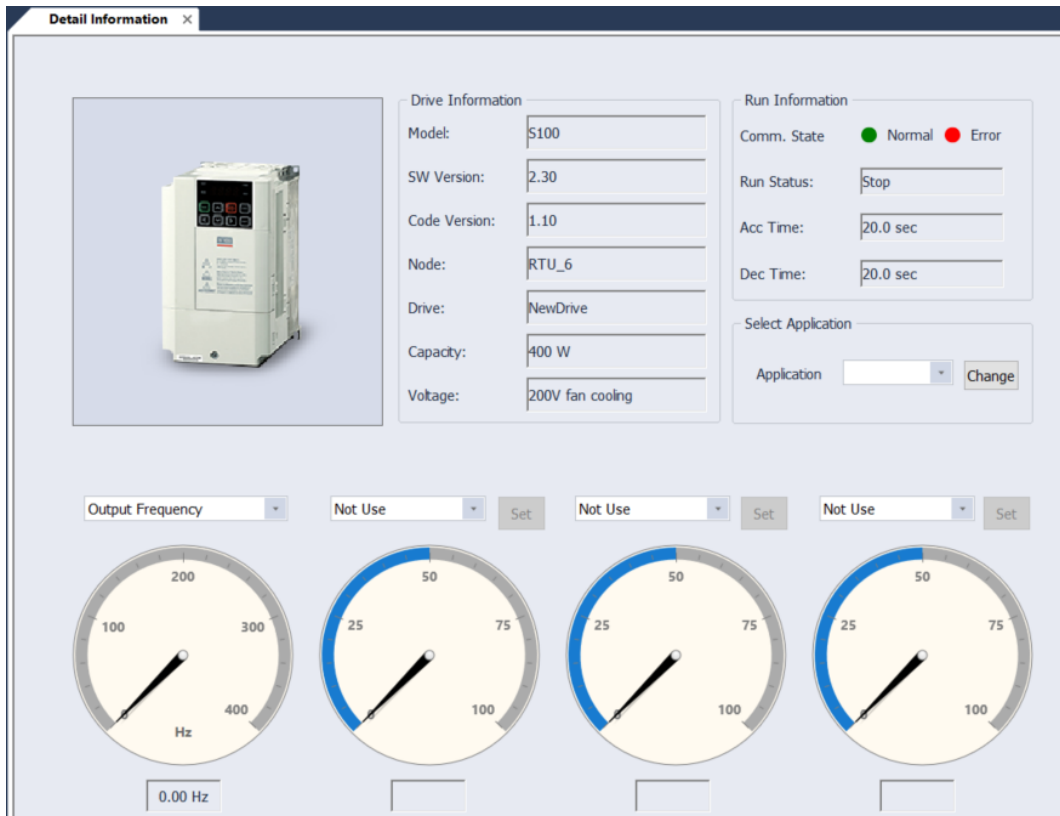 Detail Information ×
Drive Information
Model: S100
SW Version: 2.30
Code Version: 1.10
Node: RTU_6
Drive: NewDrive
Capacity: 400 W
Voltage: 200V fan cooling
Run Information
Comm. State Normal Error
Run Status: Stop
Acc Time: 20.0 sec
Dec Time: 20.0 sec
Select Application
Application Change
Output Frequency
Not Use Set
Not Use Set
Not Use Set
0 100 200 300 400
Hz
0.00 Hz
0 25 50 75 100
0 25 50 75 100
0 25 50 75 100